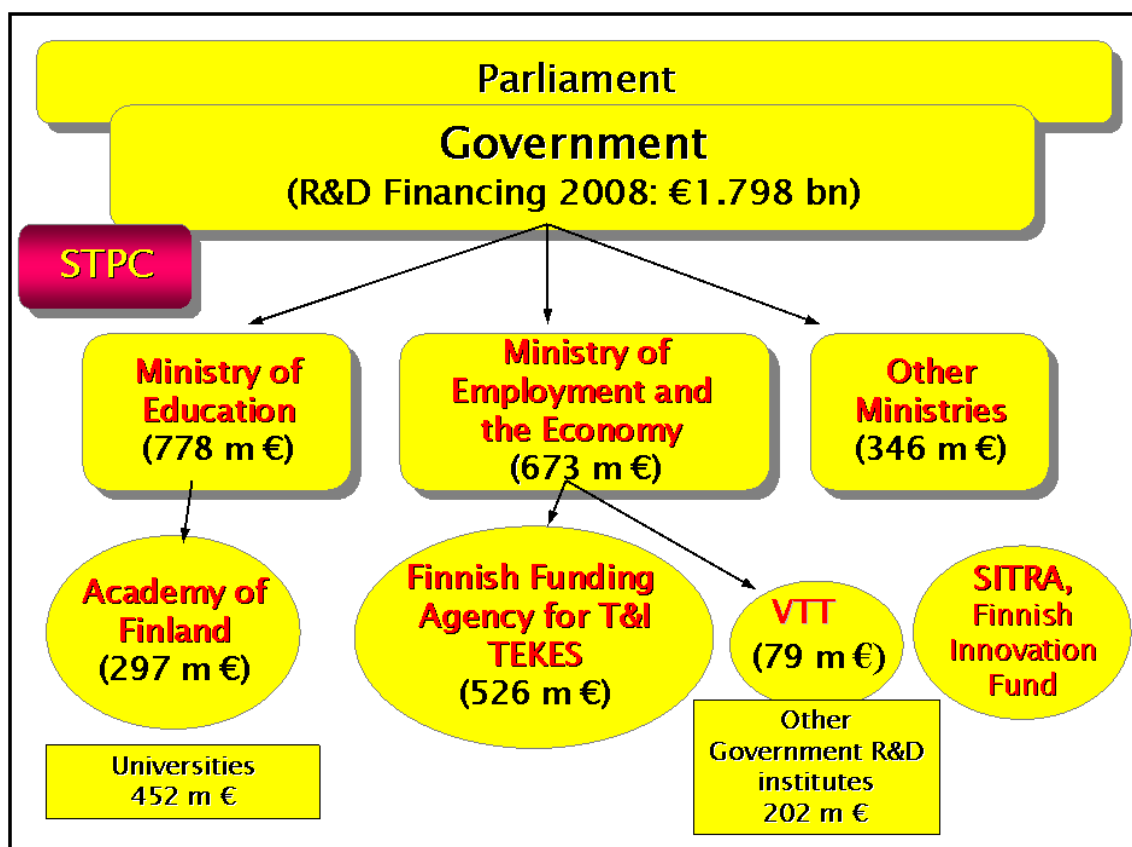 Parliament
Government
(R&D Financing 2008: €1.798 bn)
STPC
Ministry of
Education
(778 m €)
Ministry of
Employment and
the Economy
(673 m €)
Other
Ministries
(346 m €)
Academy of
Finland
(297 m €)
Finnish Funding
Agency for T&I
TEKES
(526 m €)
VTT
(79 m €)
SITRA,
Finnish
Innovation
Fund
Universities
452 m €
Other
Government R&D
institutes
202 m €